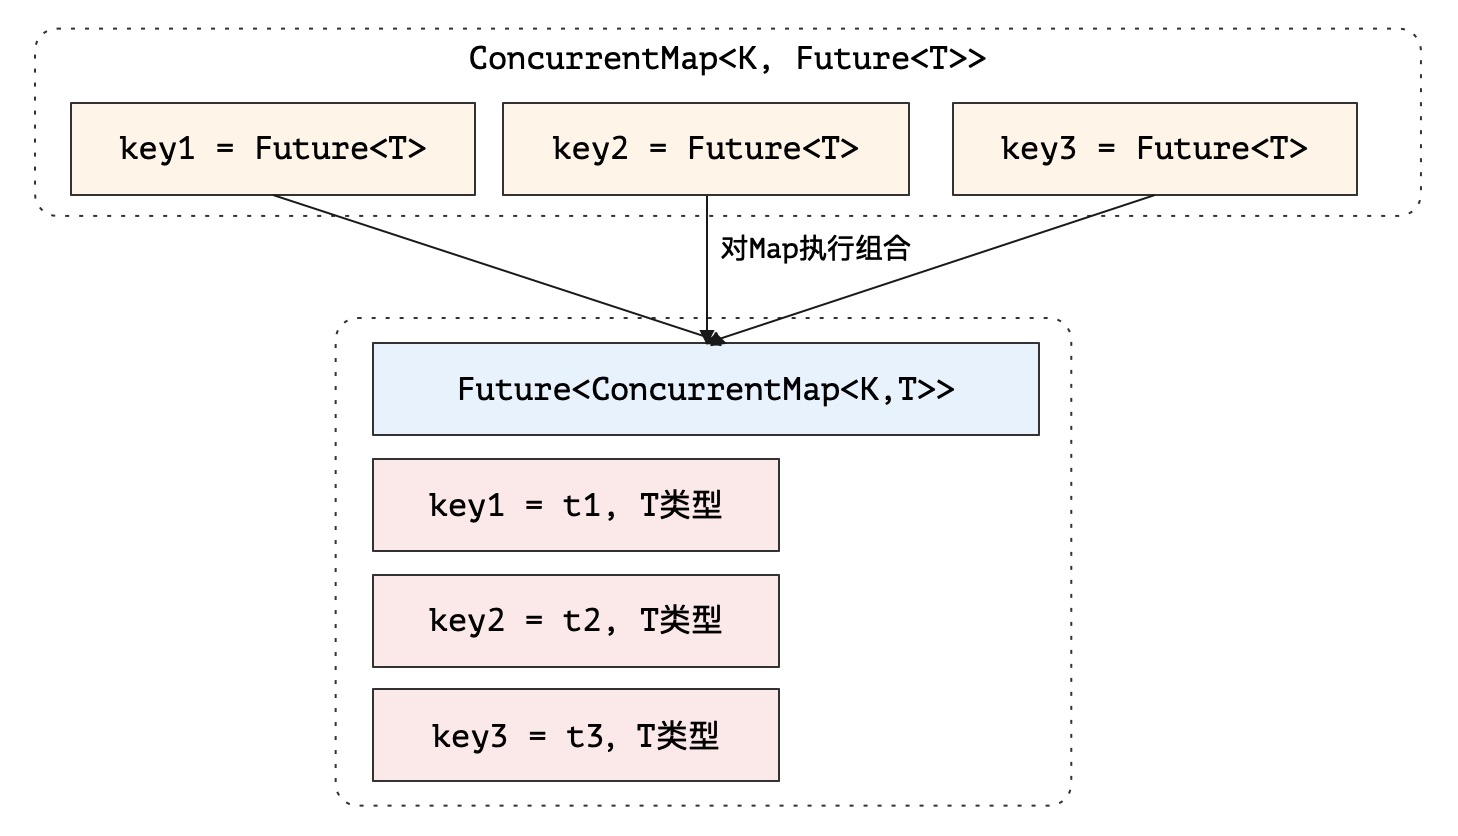 ConcurrentMap<K, Future<T>>
key1 = Future<T>
key2 = Future<T>
key3 = Future<T>
对Map执行组合
Future<ConcurrentMap<K,T>>
key1 = t1, T类型
key2 = t2, T类型
key3 = t3, T类型